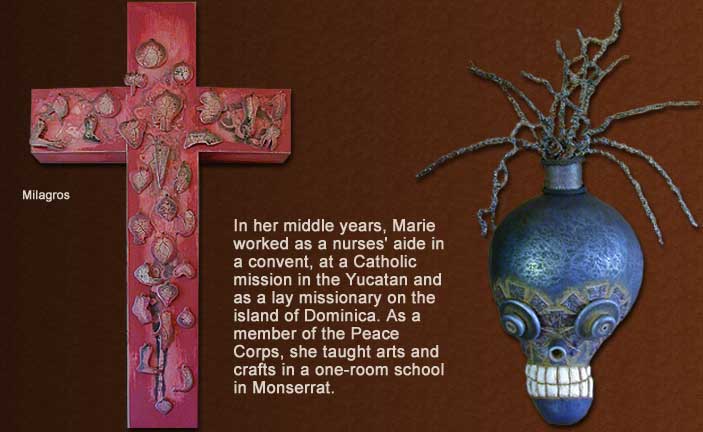 Milagros
In her middle years, Marie
worked as a nurses' aide in
a convent, at a Catholic
mission in the Yucatan and
as a lay missionary on the
island of Dominica. As a
member of the Peace
Corps, she taught arts and
crafts in a one-room school
in Monserrat.